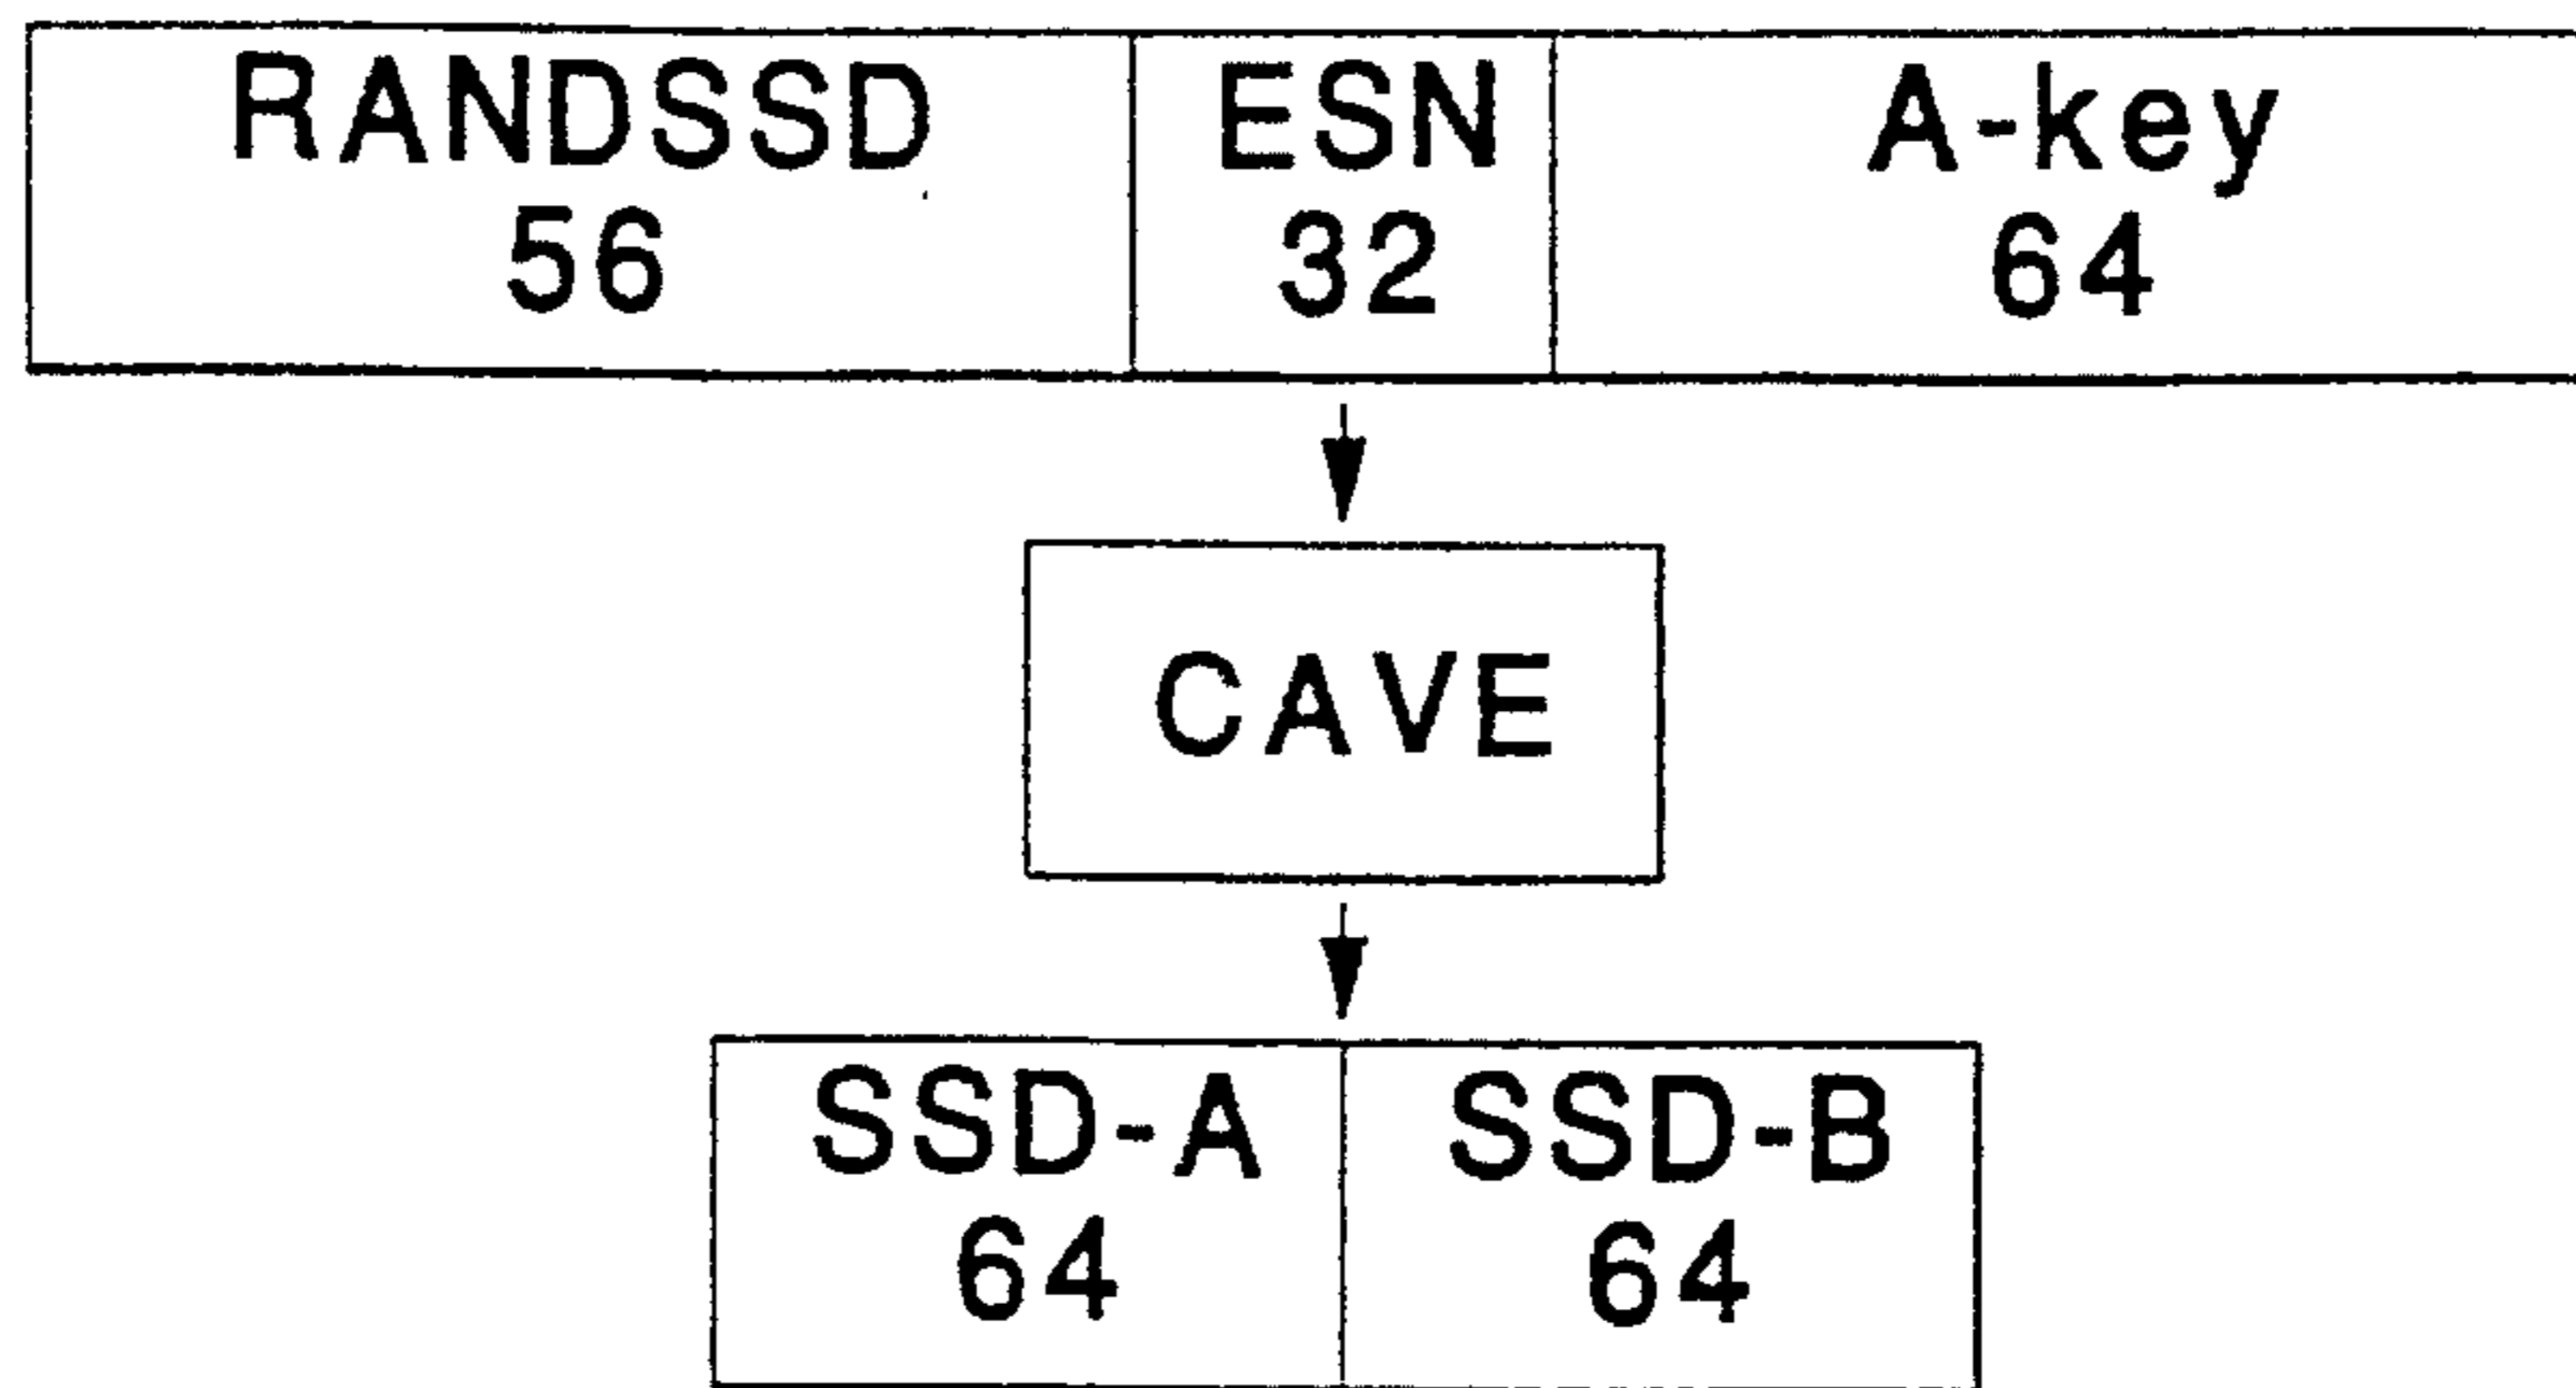 RANDSSD ESN A-key
56 32 64
CAVE
SSD-A SSD-B
64 64